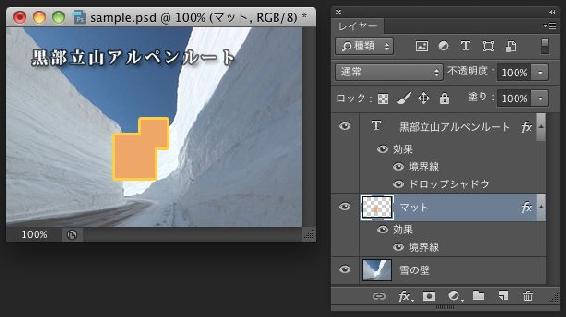 sample.psd @ 100% (マット, RGB/8) *
黒部立山アルペンルート
100%
レイヤー
種類
通常
不透明度: 100%
ロック:
塗り: 100%
T 黒部立山アルペンルート fx
効果
境界線
ドロップシャドウ
マット fx
効果
境界線
雪の壁
fx